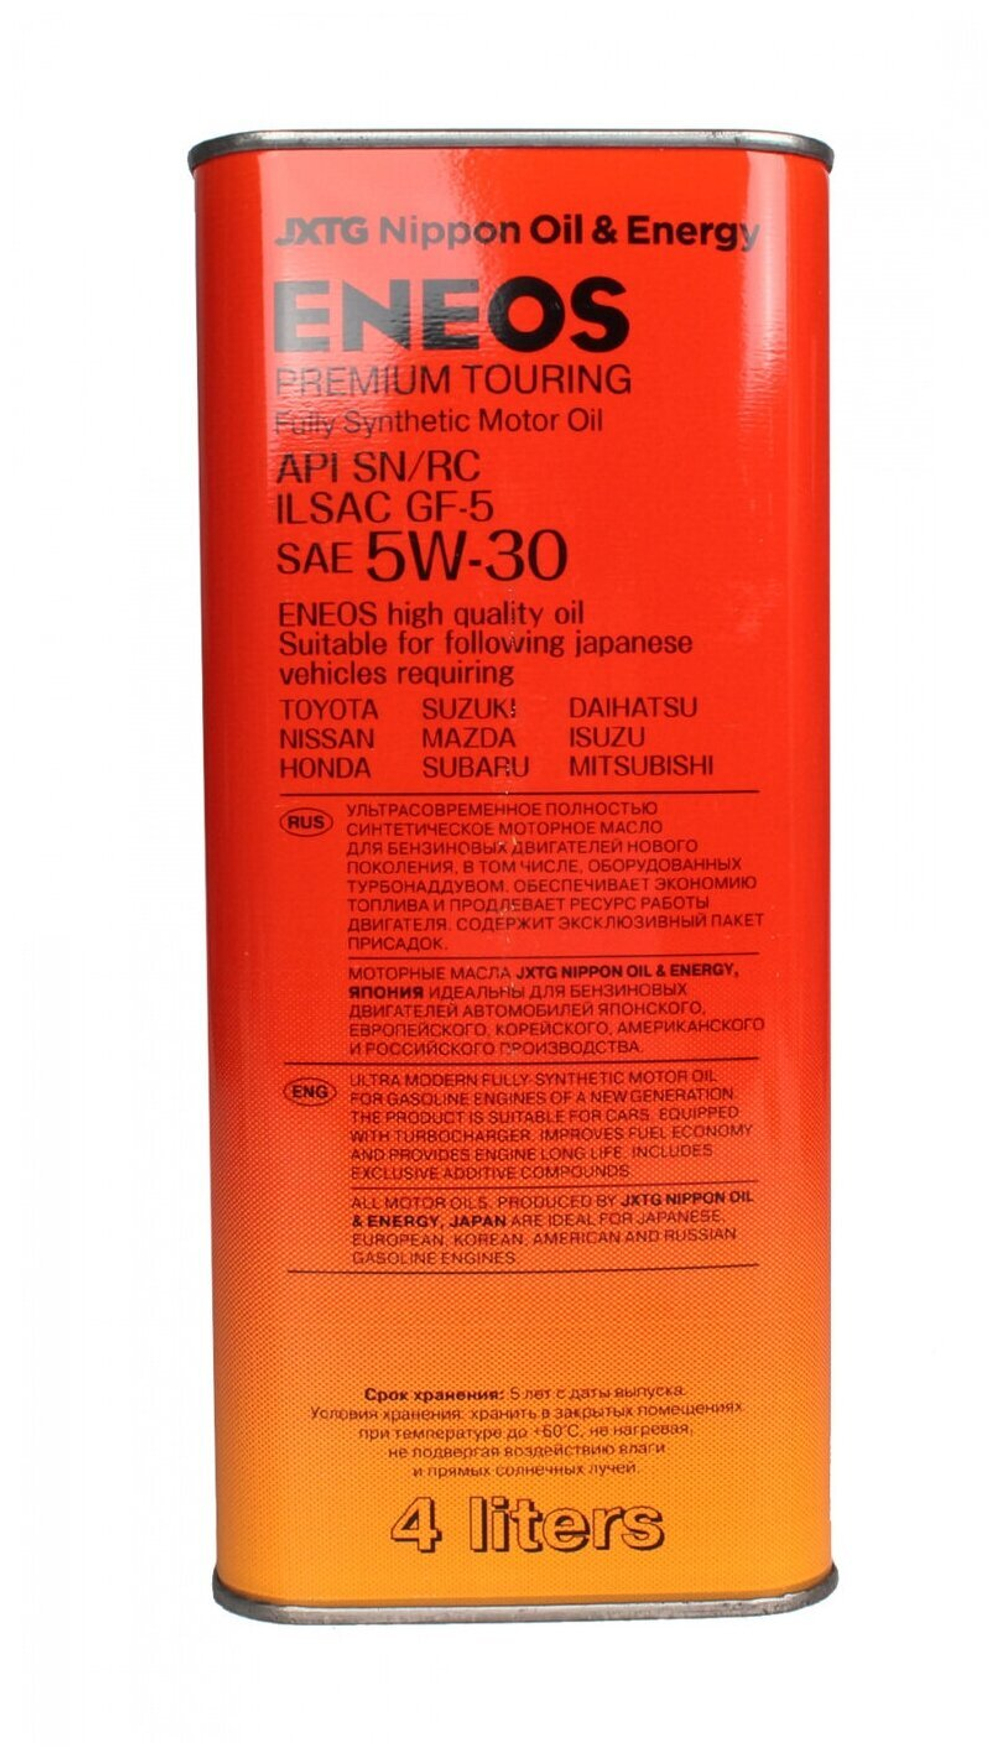 JXTG Nippon Oil & Energy
ENEOS
PREMIUM TOURING
Fully Synthetic Motor Oil
API SN/RC
ILSAC GF-5
SAE 5W-30
ENEOS high quality oil
Suitable for following japanese
vehicles requiring
TOYOTA SUZUKI DAIHATSU
NISSAN MAZDA ISUZU
HONDA SUBARU MITSUBISHI
RUS УЛЬТРАСОВРЕМЕННОЕ ПОЛНОСТЬЮ
СИНТЕТИЧЕСКОЕ МОТОРНОЕ МАСЛО
ДЛЯ БЕНЗИНОВЫХ ДВИГАТЕЛЕЙ НОВОГО
ПОКОЛЕНИЯ, В ТОМ ЧИСЛЕ, ОБОРУДОВАННЫХ
ТУРБОНАДДУВОМ. ОБЕСПЕЧИВАЕТ ЭКОНОМИЮ
ТОПЛИВА И ПРОДЛЕВАЕТ РЕСУРС РАБОТЫ
ДВИГАТЕЛЯ. СОДЕРЖИТ ЭКСКЛЮЗИВНЫЙ ПАКЕТ
ПРИСАДОК.
МОТОРНЫЕ МАСЛА JXTG NIPPON OIL & ENERGY,
ЯПОНИЯ ИДЕАЛЬНЫ ДЛЯ БЕНЗИНОВЫХ
ДВИГАТЕЛЕЙ АВТОМОБИЛЕЙ ЯПОНСКОГО,
ЕВРОПЕЙСКОГО, КОРЕЙСКОГО, АМЕРИКАНСКОГО
И РОССИЙСКОГО ПРОИЗВОДСТВА.
ENG ULTRA MODERN FULLY-SYNTHETIC MOTOR OIL
FOR GASOLINE ENGINES OF A NEW GENERATION.
THE PRODUCT IS SUITABLE FOR CARS, EQUIPPED
WITH TURBOCHARGER. IMPROVES FUEL ECONOMY
AND PROVIDES ENGINE LONG LIFE. INCLUDES
EXCLUSIVE ADDITIVE COMPOUNDS.
ALL MOTOR OILS, PRODUCED BY JXTG NIPPON OIL
& ENERGY, JAPAN ARE IDEAL FOR JAPANESE,
EUROPEAN, KOREAN, AMERICAN AND RUSSIAN
GASOLINE ENGINES.
Срок хранения: 5 лет с даты выпуска.
Условия хранения: хранить в закрытых помещениях
при температуре до +60°С, не нагревая,
не подвергая воздействию влаги
и прямых солнечных лучей.
4 liters